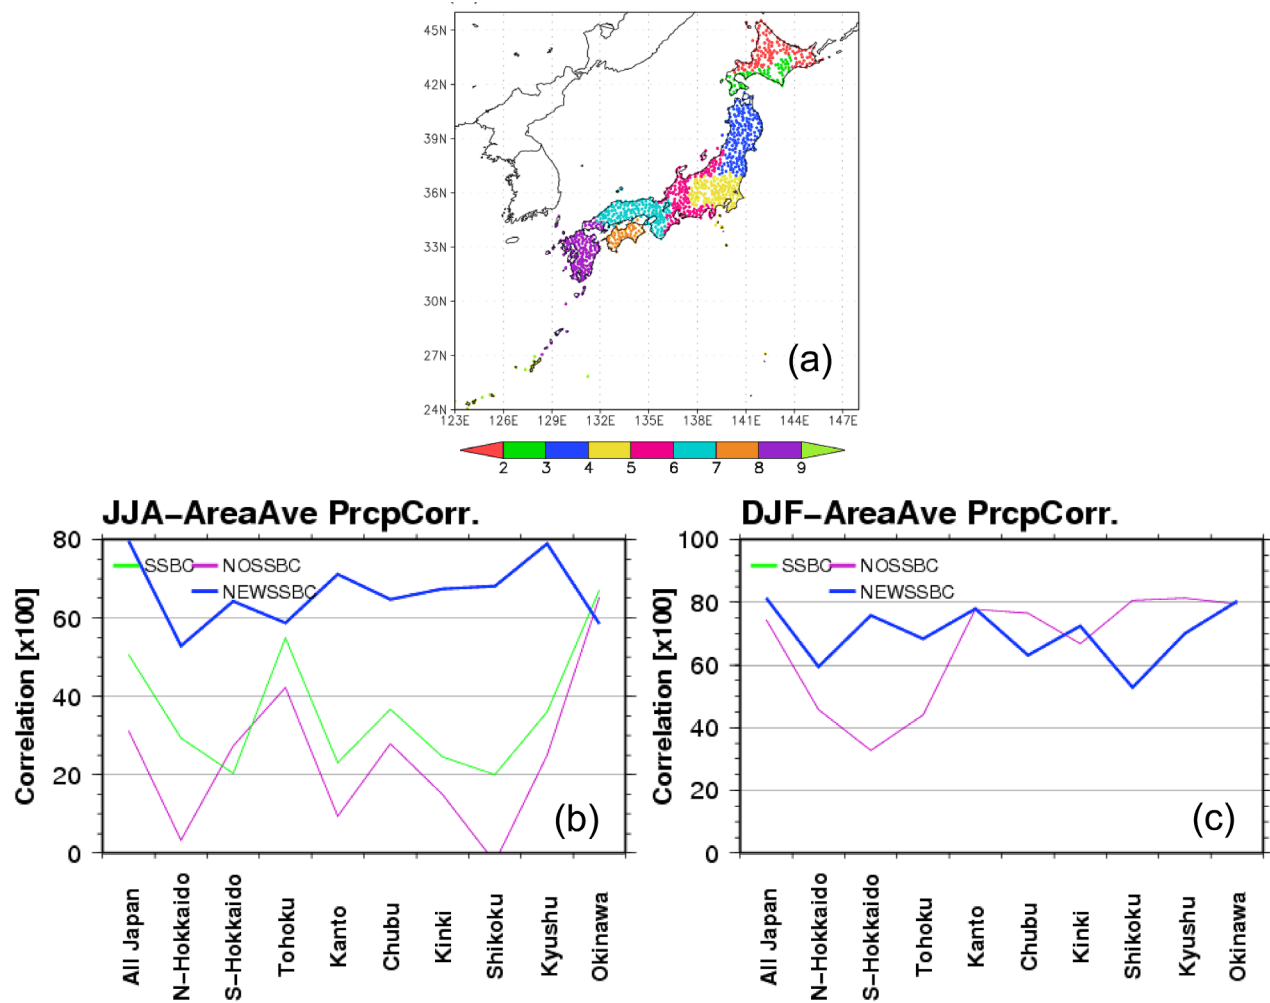 45N
42N
39N
36N
33N
30N
27N
24N
(a)
123E 126E 129E 132E 135E 138E 141E 144E 147E
2 3 4 5 6 7 8 9
JJA-AreaAve PrcpCorr.
SSBC NOSSBC
NEWSSBC
Correlation [x100]
80
60
40
20
0
(b)
All Japan
N-Hokkaido
S-Hokkaido
Tohoku
Kanto
Chubu
Kinki
Shikoku
Kyushu
Okinawa
DJF-AreaAve PrcpCorr.
SSBC NOSSBC
NEWSSBC
Correlation [x100]
100
80
60
40
20
0
(c)
All Japan
N-Hokkaido
S-Hokkaido
Tohoku
Kanto
Chubu
Kinki
Shikoku
Kyushu
Okinawa